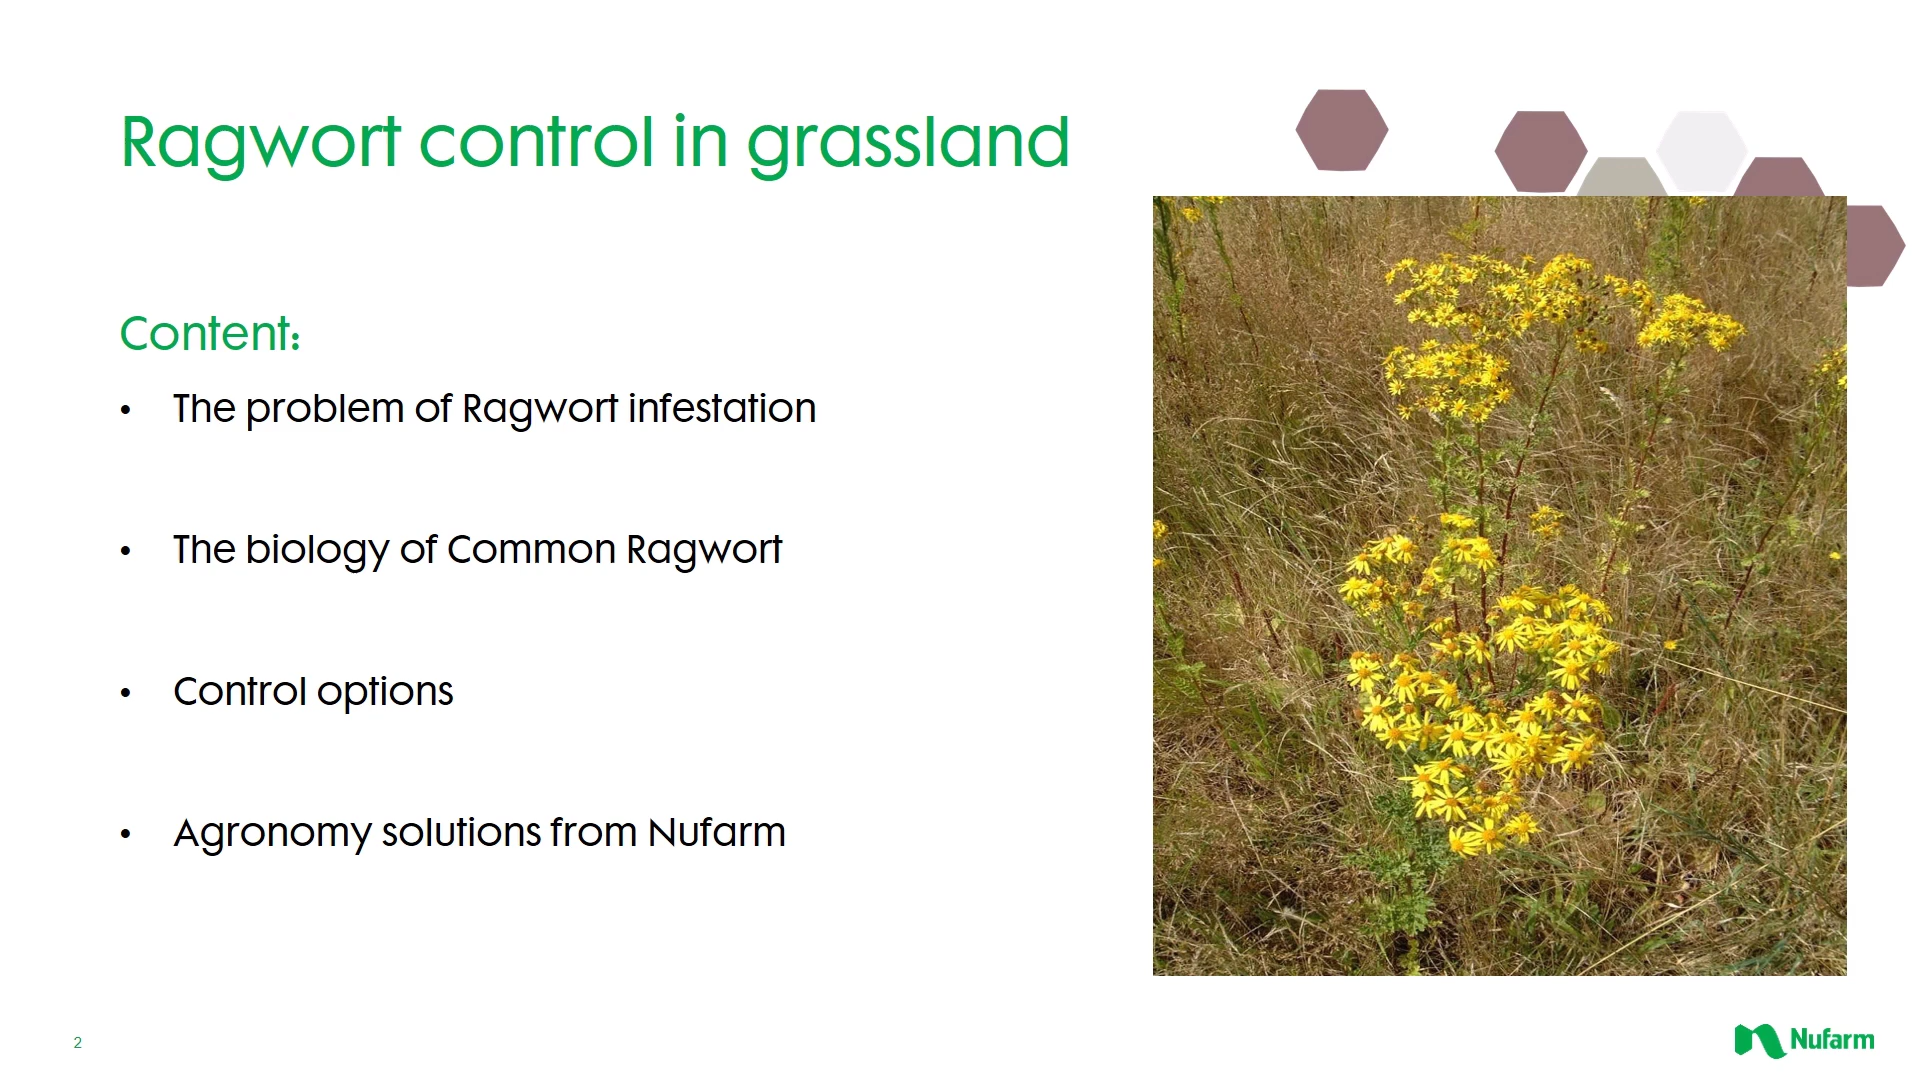 Ragwort control in grassland
Content:
• The problem of Ragwort infestation
• The biology of Common Ragwort
• Control options
• Agronomy solutions from Nufarm
2
Nufarm